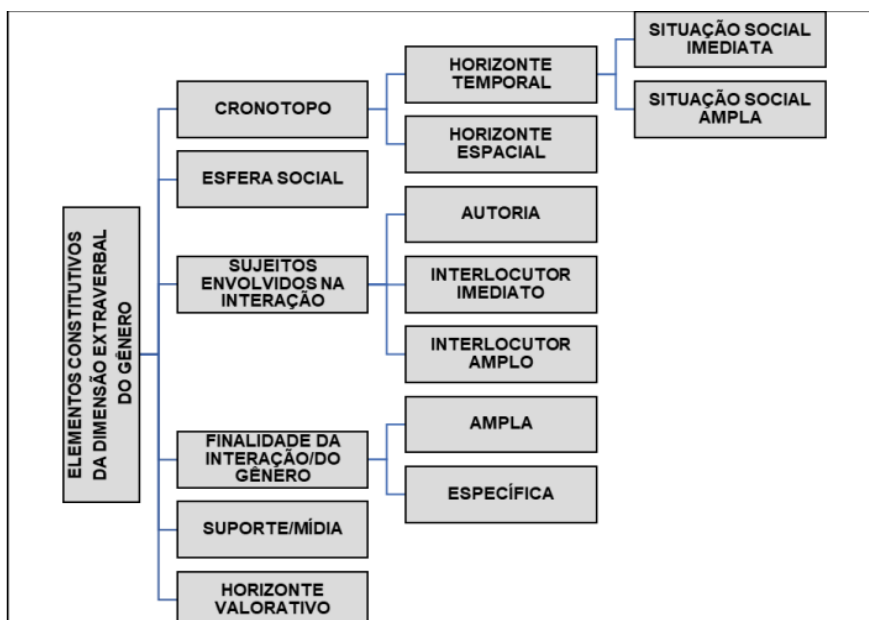 ELEMENTOS CONSTITUTIVOS
DA DIMENSÃO EXTRAVERBAL
DO GÊNERO
CRONOTOPO
HORIZONTE
TEMPORAL
SITUAÇÃO SOCIAL
IMEDIATA
SITUAÇÃO SOCIAL
AMPLA
HORIZONTE
ESPACIAL
ESFERA SOCIAL
SUJEITOS
ENVOLVIDOS NA
INTERAÇÃO
AUTORIA
INTERLOCUTOR
IMEDIATO
INTERLOCUTOR
AMPLO
FINALIDADE DA
INTERAÇÃO/DO
GÊNERO
AMPLA
ESPECÍFICA
SUPORTE/MÍDIA
HORIZONTE
VALORATIVO